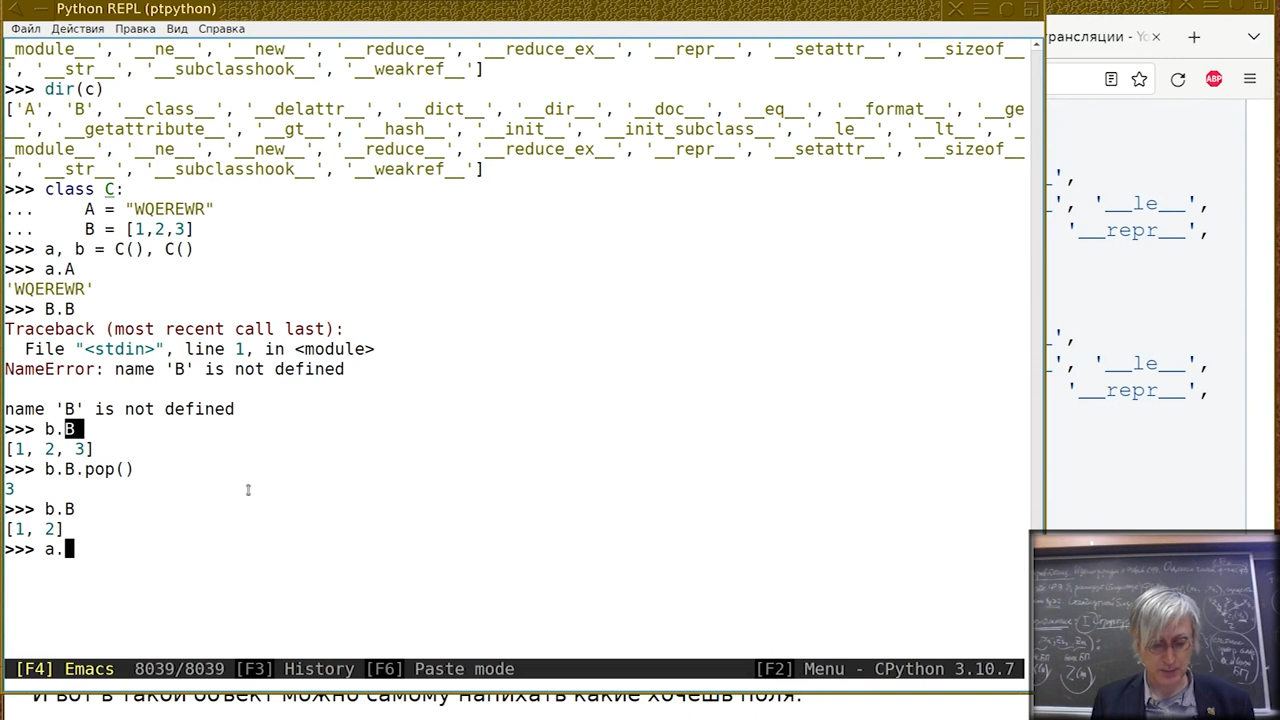 Python REPL (ptpython)
Файл Действия Правка Вид Справка
_module__', '__ne__', '__new__', '__reduce__', '__reduce_ex__', '__repr__', '__setattr__', '__sizeof__
', '__str__', '__subclasshook__', '__weakref__']
>>> dir(c)
['A', 'B', '__class__', '__delattr__', '__dict__', '__dir__', '__doc__', '__eq__', '__format__', '__ge
__', '__getattribute__', '__gt__', '__hash__', '__init__', '__init_subclass__', '__le__', '__lt__', '_
_module__', '__ne__', '__new__', '__reduce__', '__reduce_ex__', '__repr__', '__setattr__', '__sizeof__
', '__str__', '__subclasshook__', '__weakref__']
>>> class C:
...     A = "WQEREWR"
...     B = [1,2,3]
>>> a, b = C(), C()
>>> a.A
'WQEREWR'
>>> B.B
Traceback (most recent call last):
  File "<stdin>", line 1, in <module>
NameError: name 'B' is not defined
name 'B' is not defined
>>> b.B
[1, 2, 3]
>>> b.B.pop()
3
>>> b.B
[1, 2]
>>> a.
[F4] Emacs 8039/8039 [F3] History [F6] Paste mode [F2] Menu - CPython 3.10.7
рансляции - Yo
ABP
',
', '__le__',
'__repr__',
',
', '__le__',
'__repr__',
И вот в такой объект можно самому напихать какие хочешь поля.